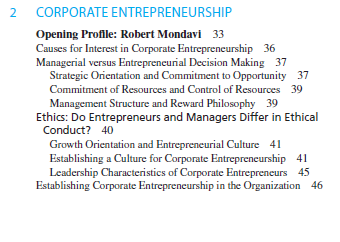 2 CORPORATE ENTREPRENEURSHIP
Opening Profile: Robert Mondavi 33
Causes for Interest in Corporate Entrepreneurship 36
Managerial versus Entrepreneurial Decision Making 37
Strategic Orientation and Commitment to Opportunity 37
Commitment of Resources and Control of Resources 39
Management Structure and Reward Philosophy 39
Ethics: Do Entrepreneurs and Managers Differ in Ethical
Conduct? 40
Growth Orientation and Entrepreneurial Culture 41
Establishing a Culture for Corporate Entrepreneurship 41
Leadership Characteristics of Corporate Entrepreneurs 45
Establishing Corporate Entrepreneurship in the Organization 46